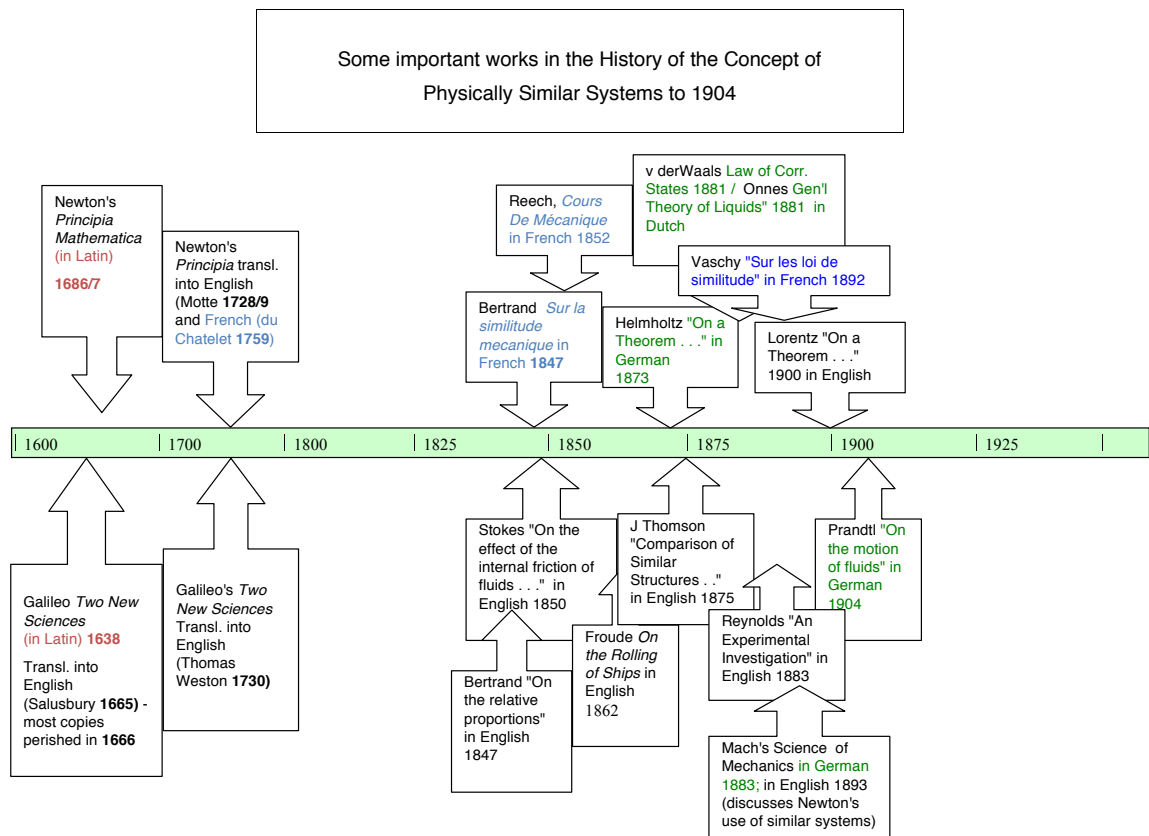 Some important works in the History of the Concept of
Physically Similar Systems to 1904
Newton's
Principia
Mathematica
(in Latin)
1686/7
Newton's
Principia transl.
into English
(Motte 1728/9
and French (du
Chatelet 1759)
Reech, Cours
De Mécanique
in French 1852
v derWaals Law of Corr.
States 1881 / Onnes Gen'l
Theory of Liquids" 1881 in
Dutch
Vaschy "Sur les loi de
similitude" in French 1892
Bertrand Sur la
similitude
mecanique in
French 1847
Helmholtz "On a
Theorem . . ." in
German
1873
Lorentz "On a
Theorem . . ."
1900 in English
1600 1700 1800 1825 1850 1875 1900 1925
Galileo Two New
Sciences
(in Latin) 1638
Transl. into
English
(Salusbury 1665) -
most copies
perished in 1666
Galileo's Two
New Sciences
Transl. into
English
(Thomas
Weston 1730)
Stokes "On the
effect of the
internal friction of
fluids . . ." in
English 1850
Bertrand "On
the relative
proportions"
in English
1847
Froude On
the Rolling
of Ships in
English
1862
J Thomson
"Comparison of
Similar
Structures . ."
in English 1875
Reynolds "An
Experimental
Investigation" in
English 1883
Prandtl "On
the motion
of fluids" in
German
1904
Mach's Science of
Mechanics in German
1883; in English 1893
(discusses Newton's
use of similar systems)